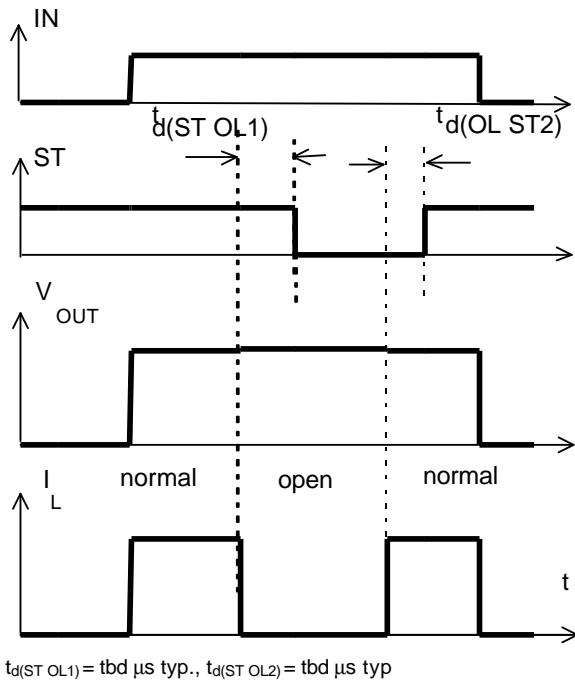 IN
t d(ST OL1)
t d(OL ST2)
ST
V OUT
I L
normal
open
normal
t
td(ST OL1) = tbd µs typ., td(ST OL2) = tbd µs typ